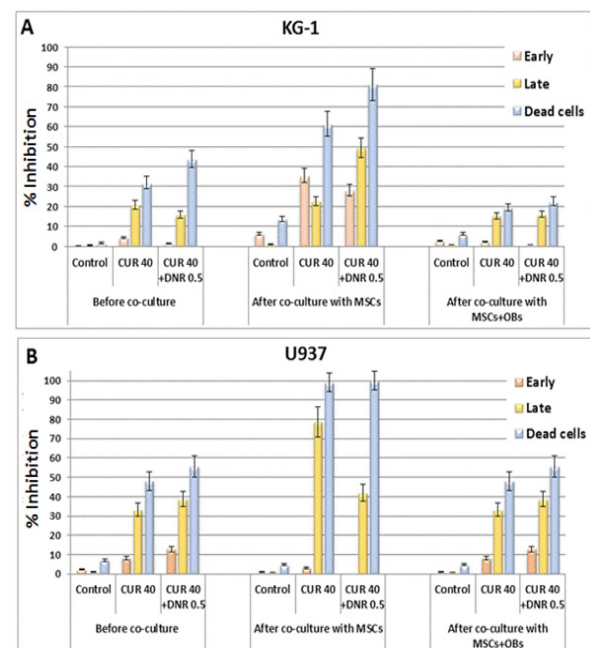 A
KG-1
100
90
80
70
60
50
40
30
20
10
0
% Inhibition
Early
Late
Dead cells
Control
CUR 40
CUR 40
+DNR 0.5
Control
CUR 40
CUR 40
+DNR 0.5
Control
CUR 40
CUR 40
+DNR 0.5
Before co-culture
After co-culture with MSCs
After co-culture with
MSCs+OBs
B
U937
100
90
80
70
60
50
40
30
20
10
0
% Inhibition
Early
Late
Dead cells
Control
CUR 40
CUR 40
+DNR 0.5
Control
CUR 40
CUR 40
+DNR 0.5
Control
CUR 40
CUR 40
+DNR 0.5
Before co-culture
After co-culture with MSCs
After co-culture with
MSCs+OBs